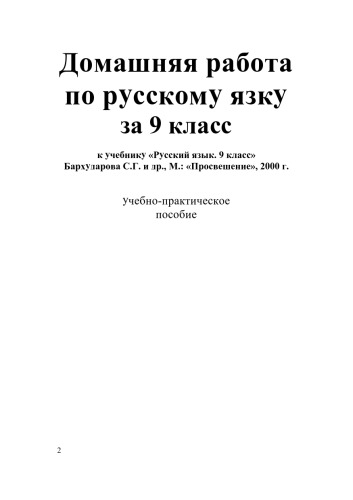 Домашняя работа
по русскому язку
за 9 класс
к учебнику «Русский язык. 9 класс»
Бархударова С.Г. и др., М.: «Просвешение», 2000 г.
учебно-практическое
пособие
2